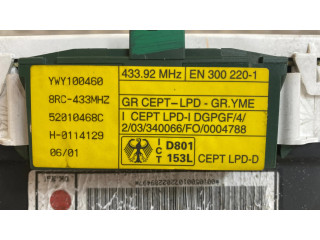 YWY100460
8RC-433MHZ
52010468C
H-0114129
06/01
433.92 MHz EN 300 220-1
GR CEPT-LPD - GR.YME
I CEPT LPD-I DGPGF/4/
2/03/340066/FO/0004788
ICT D801
153L CEPT LPD-D